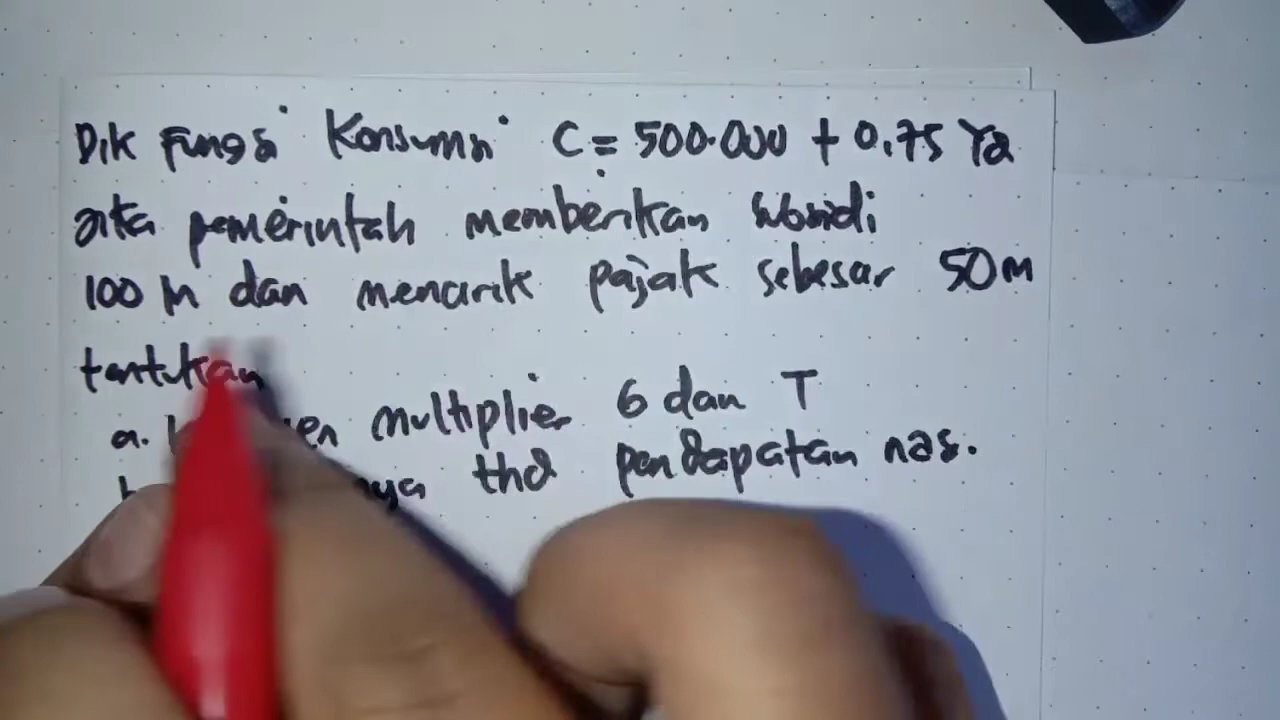 Dik Fungsi Konsumsi C = 500.000 + 0,75 Yd
jika pemerintah memberikan subsidi
100 M dan menarik pajak sebesar 50 M
tentukan
a. multiplier G dan T
thd pendapatan nas.